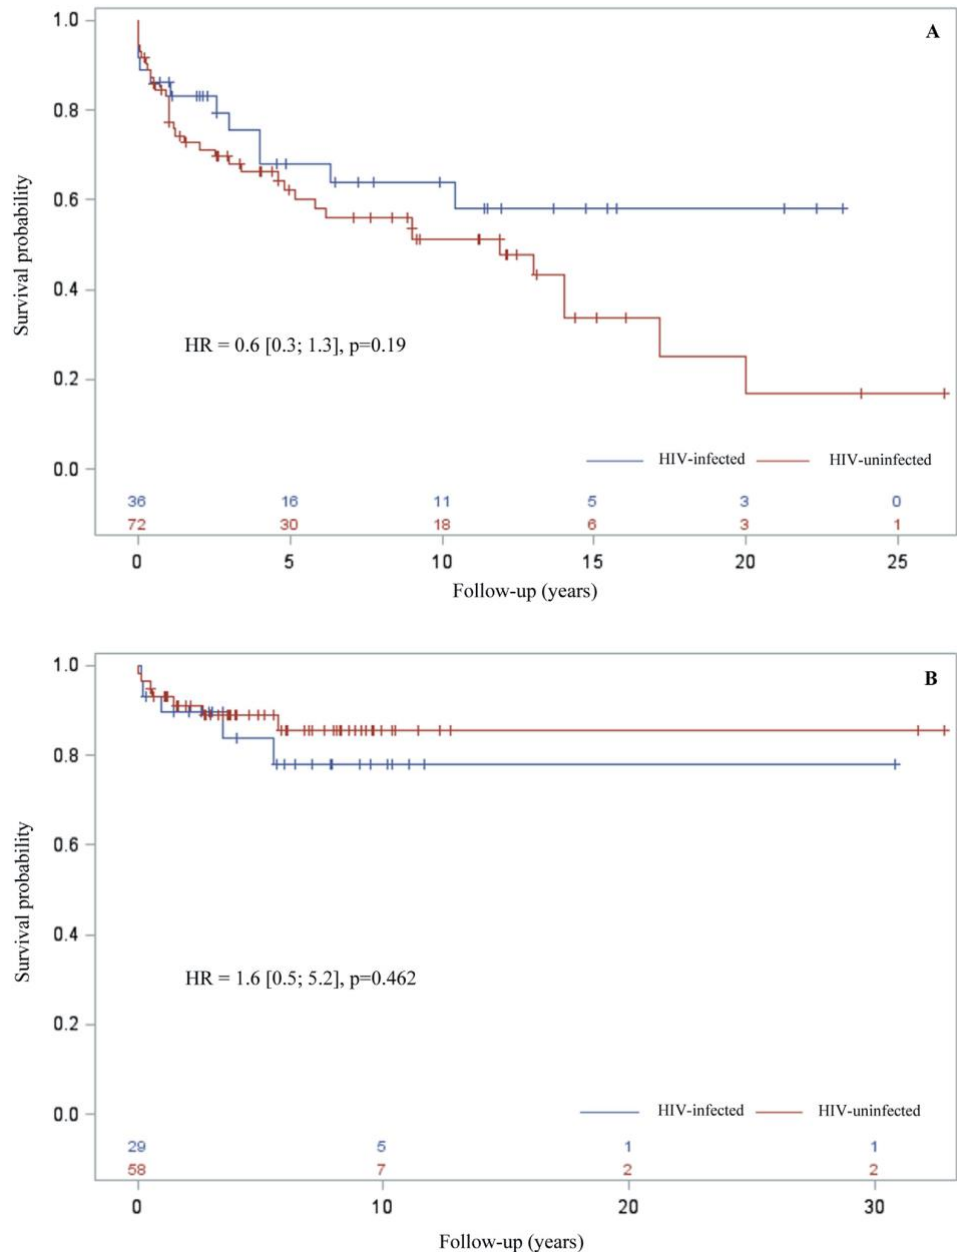 A
1.0
0.8
0.6
0.4
0.2
0.0
Survival probability
HR = 0.6 [0.3; 1.3], p=0.19
HIV-infected HIV-uninfected
36 16 11 5 3 0
72 30 18 6 3 1
0 5 10 15 20 25
Follow-up (years)
B
1.0
0.8
0.6
0.4
0.2
0.0
Survival probability
HR = 1.6 [0.5; 5.2], p=0.462
HIV-infected HIV-uninfected
29 5 1 1
58 7 2 2
0 10 20 30
Follow-up (years)